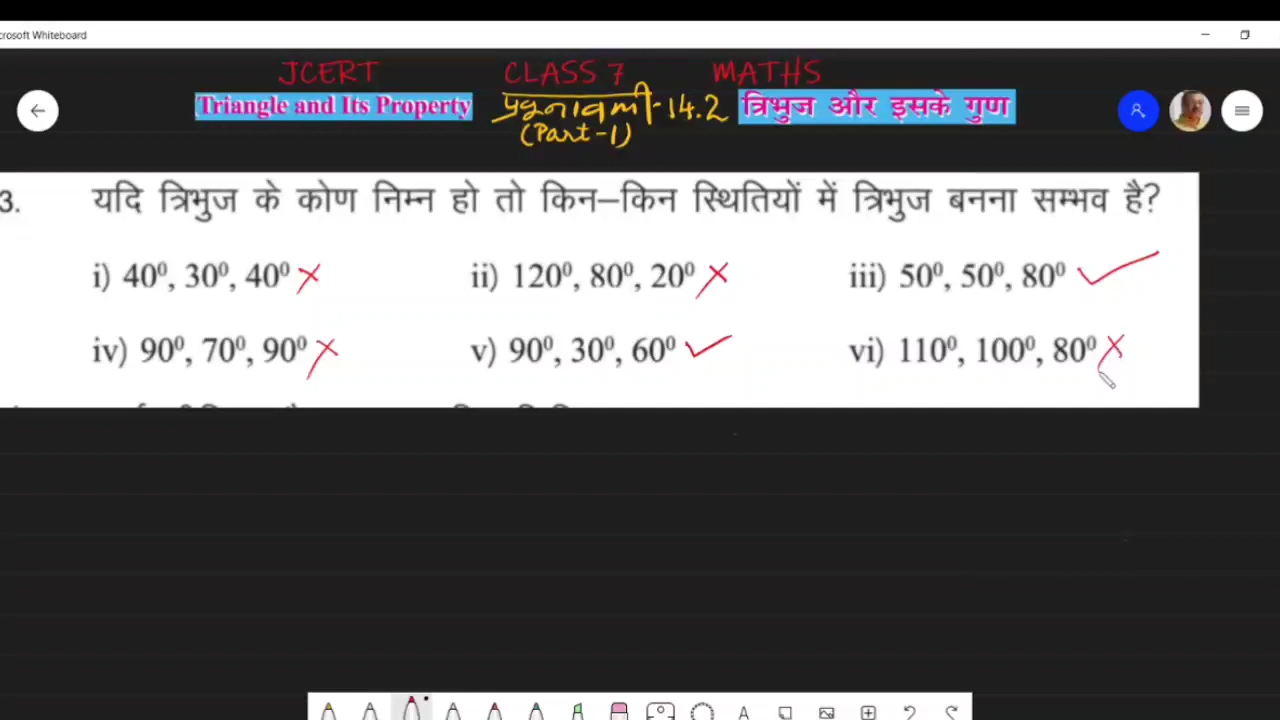 crosoft Whiteboard
JCERT CLASS 7 MATHS
Triangle and Its Property प्रश्नावली-14.2 त्रिभुज और इसके गुण
(Part-1)
3. यदि त्रिभुज के कोण निम्न हो तो किन–किन स्थितियों में त्रिभुज बनना सम्भव है?
i) 40⁰, 30⁰, 40⁰ × ii) 120⁰, 80⁰, 20⁰ × iii) 50⁰, 50⁰, 80⁰ ✓
iv) 90⁰, 70⁰, 90⁰ × v) 90⁰, 30⁰, 60⁰ ✓ vi) 110⁰, 100⁰, 80⁰ ×